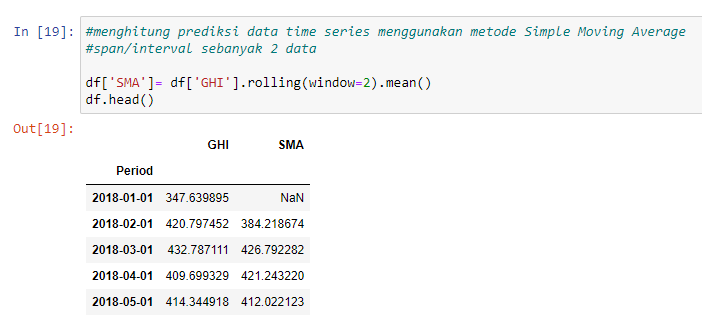 In [19]: #menghitung prediksi data time series menggunakan metode Simple Moving Average
#span/interval sebanyak 2 data
df['SMA']= df['GHI'].rolling(window=2).mean()
df.head()
Out[19]:
GHI SMA
Period
2018-01-01 347.639895 NaN
2018-02-01 420.797452 384.218674
2018-03-01 432.787111 426.792282
2018-04-01 409.699329 421.243220
2018-05-01 414.344918 412.022123